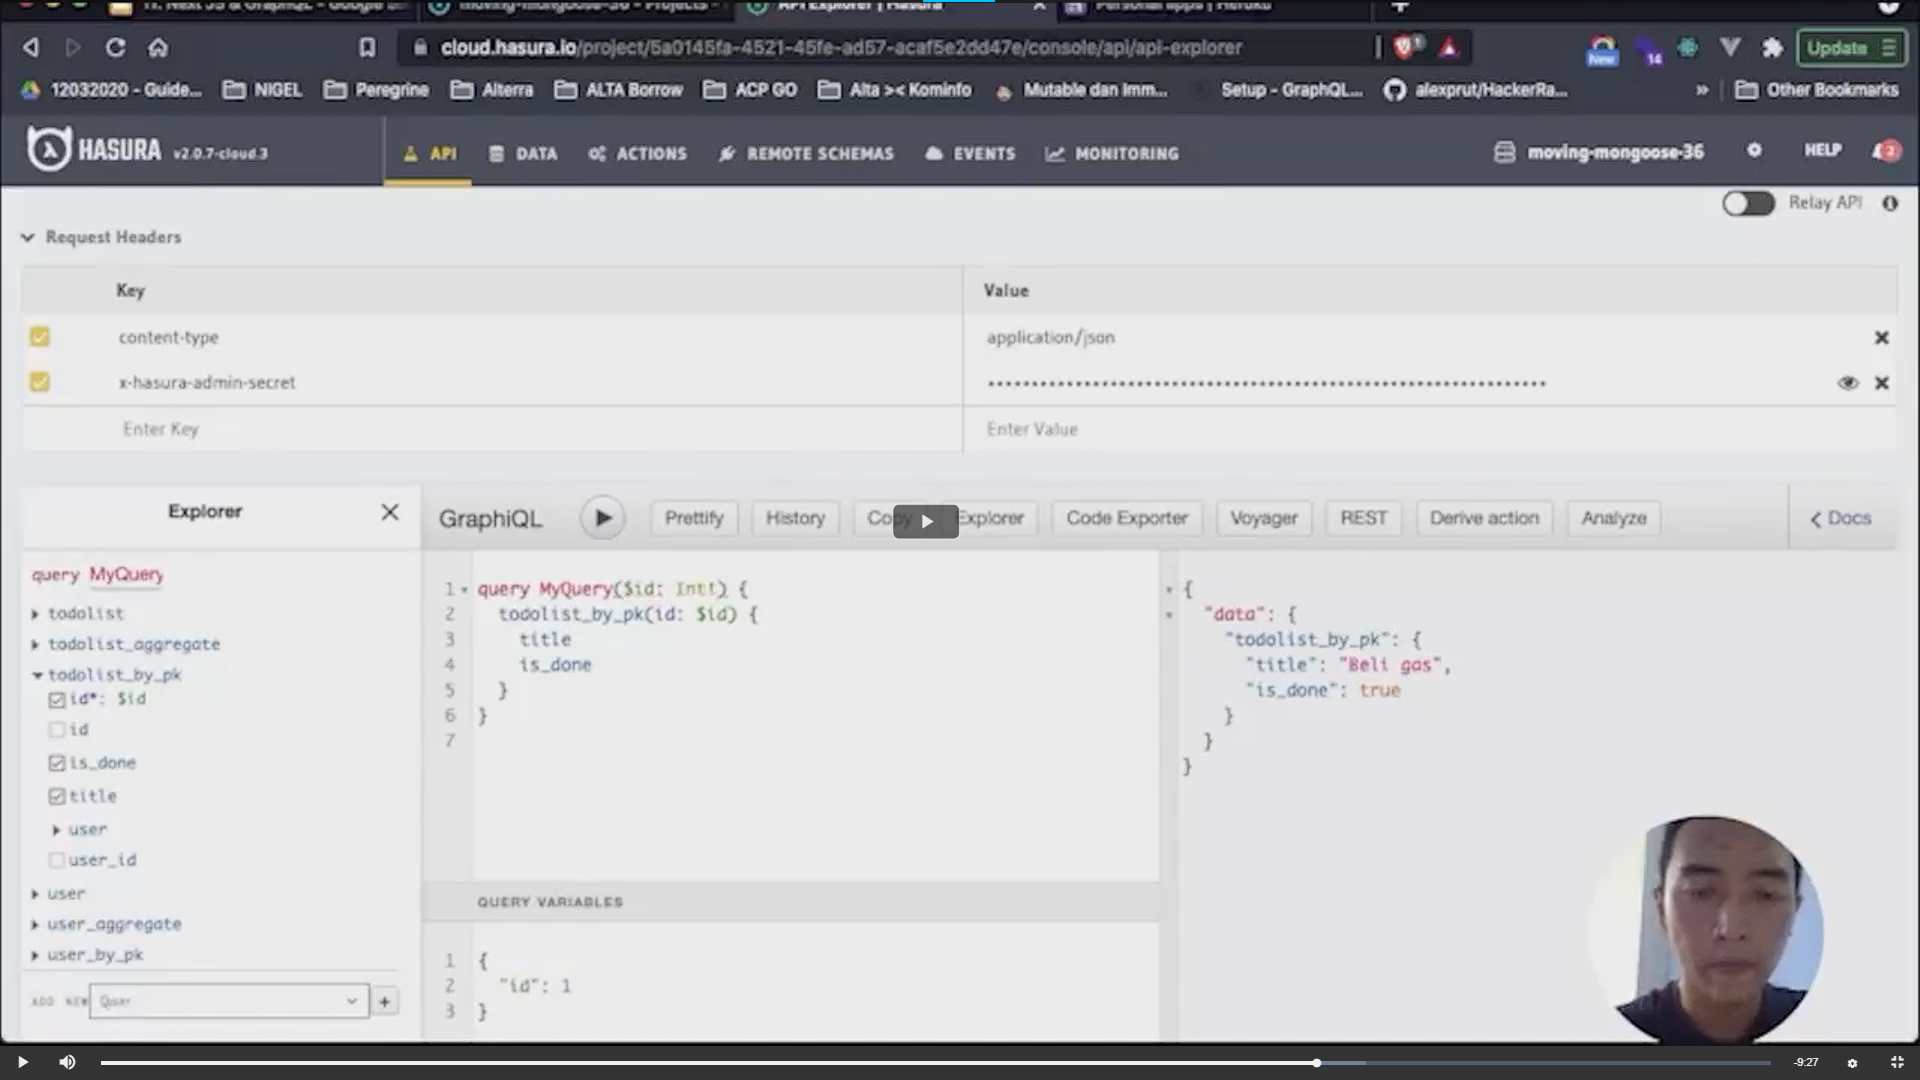 11. Next JS & GraphQL - Google S...
moving-mongoose-36 - Projects -
API Explorer | Hasura
Personal apps | Heroku
cloud.hasura.io/project/5a0145fa-4521-45fe-ad57-acaf5e2dd47e/console/api/api-explorer
1
New
14
Update
12032020 - Guide...
NIGEL
Peregrine
Alterra
ALTA Borrow
ACP GO
Alta >< Kominfo
Mutable dan Imm...
Setup - GraphQL...
alexprut/HackerRa...
»
Other Bookmarks
HASURA v2.0.7-cloud.3
API
DATA
ACTIONS
REMOTE SCHEMAS
EVENTS
MONITORING
moving-mongoose-36
HELP
2
Relay API
Request Headers
Key
Value
content-type
application/json
x-hasura-admin-secret
Enter Key
Enter Value
Explorer
GraphiQL
Prettify
History
Copy
Explorer
Code Exporter
Voyager
REST
Derive action
Analyze
Docs
query MyQuery
todolist
todolist_aggregate
todolist_by_pk
id*: $id
id
is_done
title
user
user_id
user
user_aggregate
user_by_pk
ADD NEW Query +
1 query MyQuery($id: Int!) {
2 todolist_by_pk(id: $id) {
3 title
4 is_done
5 }
6 }
7
QUERY VARIABLES
1 {
2 "id": 1
3 }
{
"data": {
"todolist_by_pk": {
"title": "Beli gas",
"is_done": true
}
}
}
-9:27